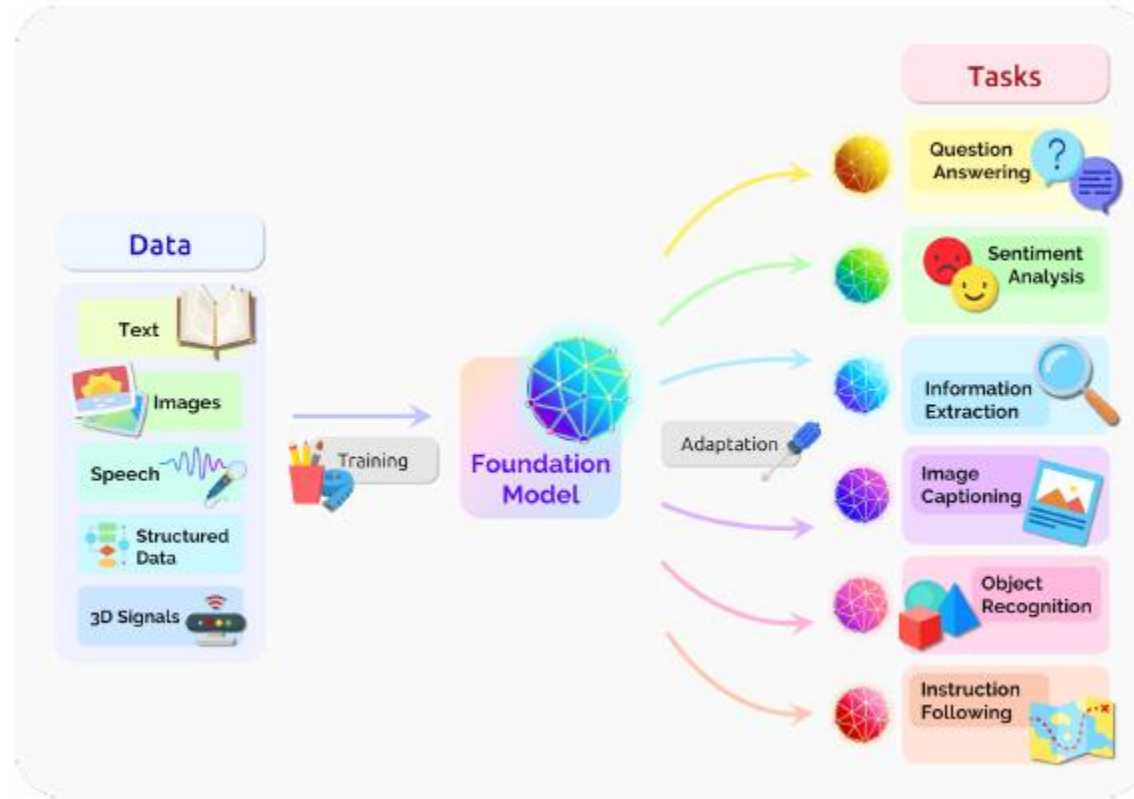 Data
Text
Images
Speech
Structured
Data
3D Signals
Training
Foundation
Model
Adaptation
Tasks
Question
Answering
?
Sentiment
Analysis
Information
Extraction
Image
Captioning
Object
Recognition
Instruction
Following